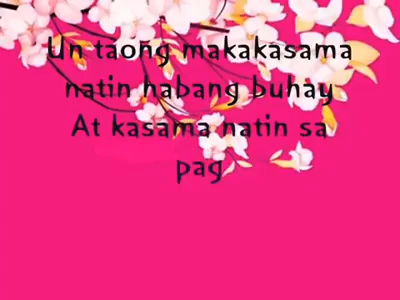 Un taong makakasama
natin habang buhay
At kasama natin sa
pag